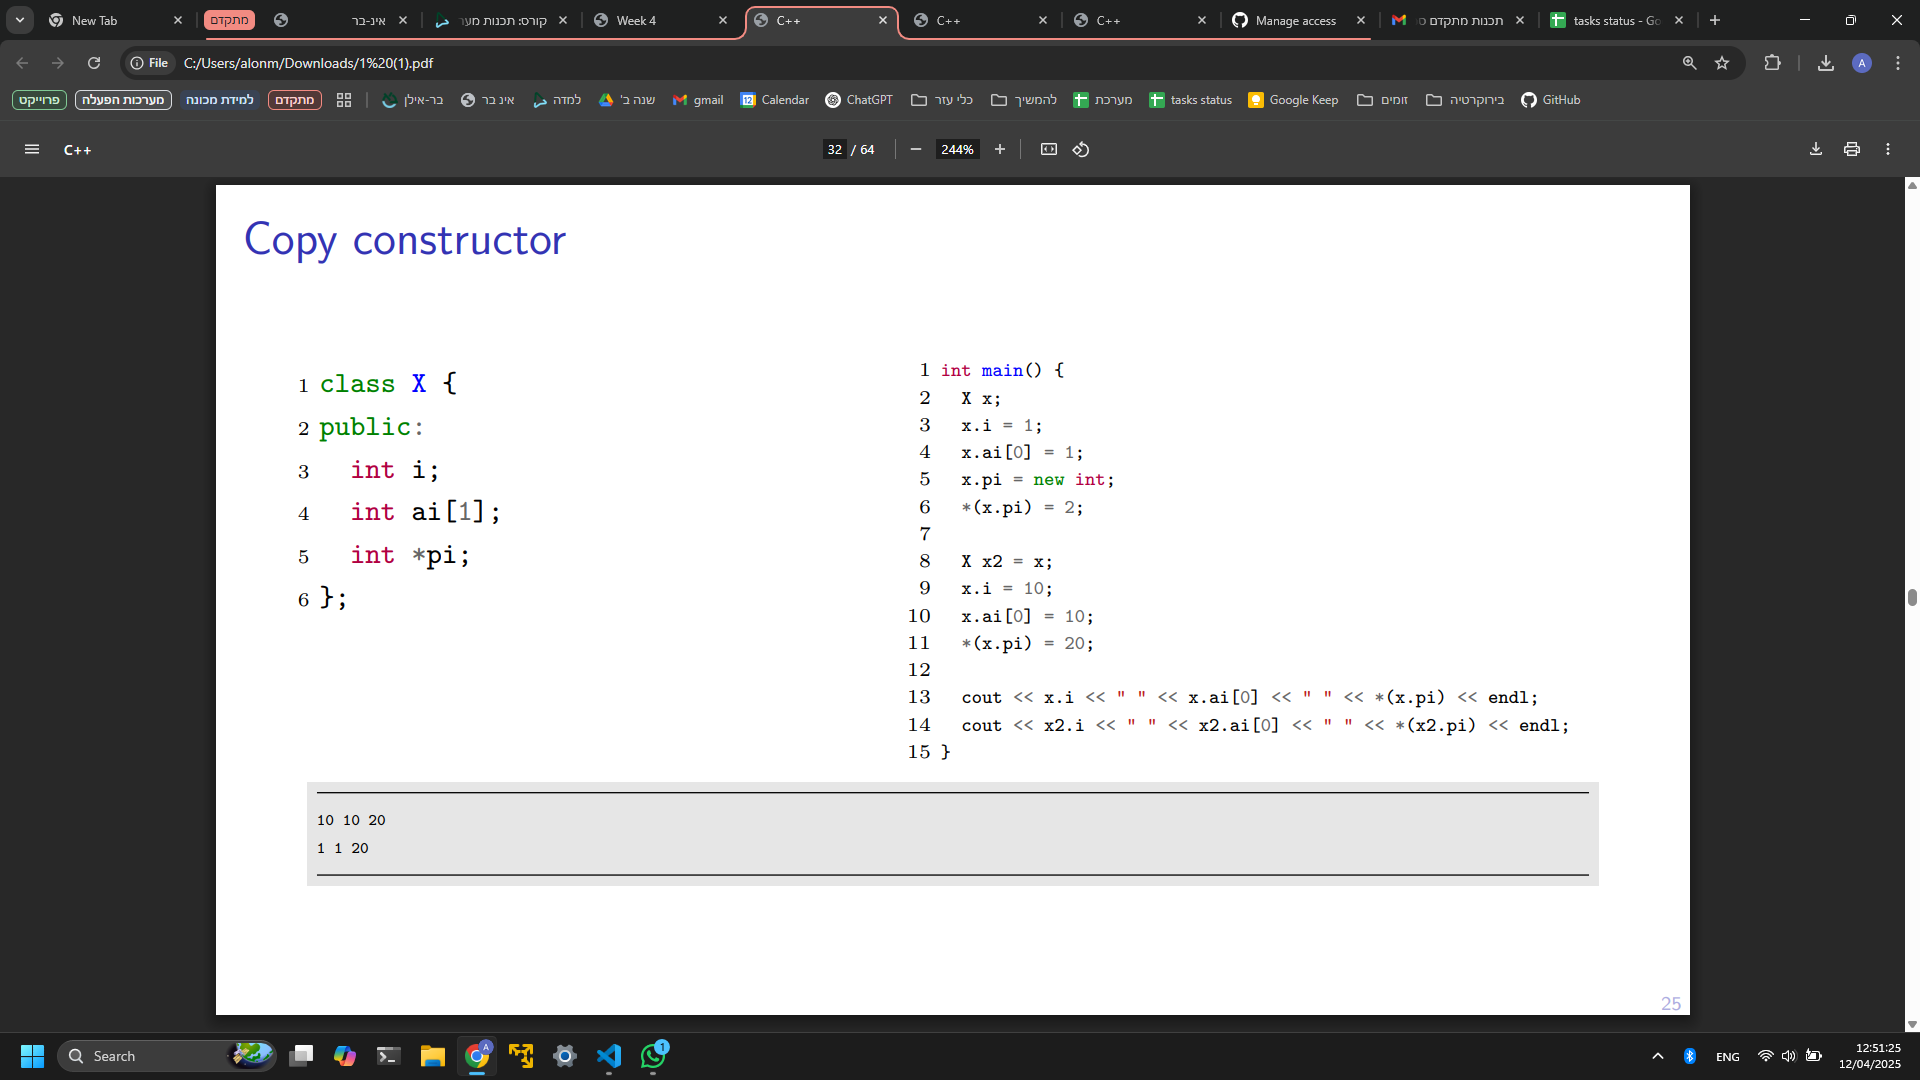 New Tab
מתקדם
אינ-בר
קורס: תכנות מער
Week 4
C++
C++
C++
Manage access
תכנות מתקדם סמ
tasks status - Go
File
C:/Users/alonm/Downloads/1%20(1).pdf
A
פרוייקט
מערכות הפעלה
למידת מכונה
מתקדם
בר-אילן
אינ בר
למדה
שנה ב'
gmail
Calendar
ChatGPT
כלי עזר
להמשיך
מערכת
tasks status
Google Keep
זומים
בירוקרטיה
GitHub
C++
32 / 64
244%
Copy constructor
1 class X {
2 public:
3 int i;
4 int ai[1];
5 int *pi;
6 };
1 int main() {
2 X x;
3 x.i = 1;
4 x.ai[0] = 1;
5 x.pi = new int;
6 *(x.pi) = 2;
7
8 X x2 = x;
9 x.i = 10;
10 x.ai[0] = 10;
11 *(x.pi) = 20;
12
13 cout << x.i << " " << x.ai[0] << " " << *(x.pi) << endl;
14 cout << x2.i << " " << x2.ai[0] << " " << *(x2.pi) << endl;
15 }
10 10 20
1 1 20
25
Search
A
1
ENG
12:51:25
12/04/2025